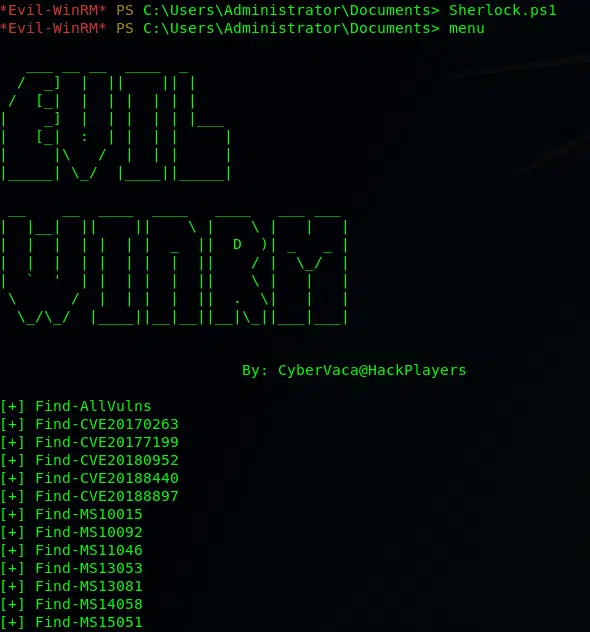 *Evil-WinRM* PS C:\Users\Administrator\Documents> Sherlock.ps1
*Evil-WinRM* PS C:\Users\Administrator\Documents> menu
EVIL
WINRM
By: CyberVaca@HackPlayers
[+] Find-AllVulns
[+] Find-CVE20170263
[+] Find-CVE20177199
[+] Find-CVE20180952
[+] Find-CVE20188440
[+] Find-CVE20188897
[+] Find-MS10015
[+] Find-MS10092
[+] Find-MS11046
[+] Find-MS13053
[+] Find-MS13081
[+] Find-MS14058
[+] Find-MS15051